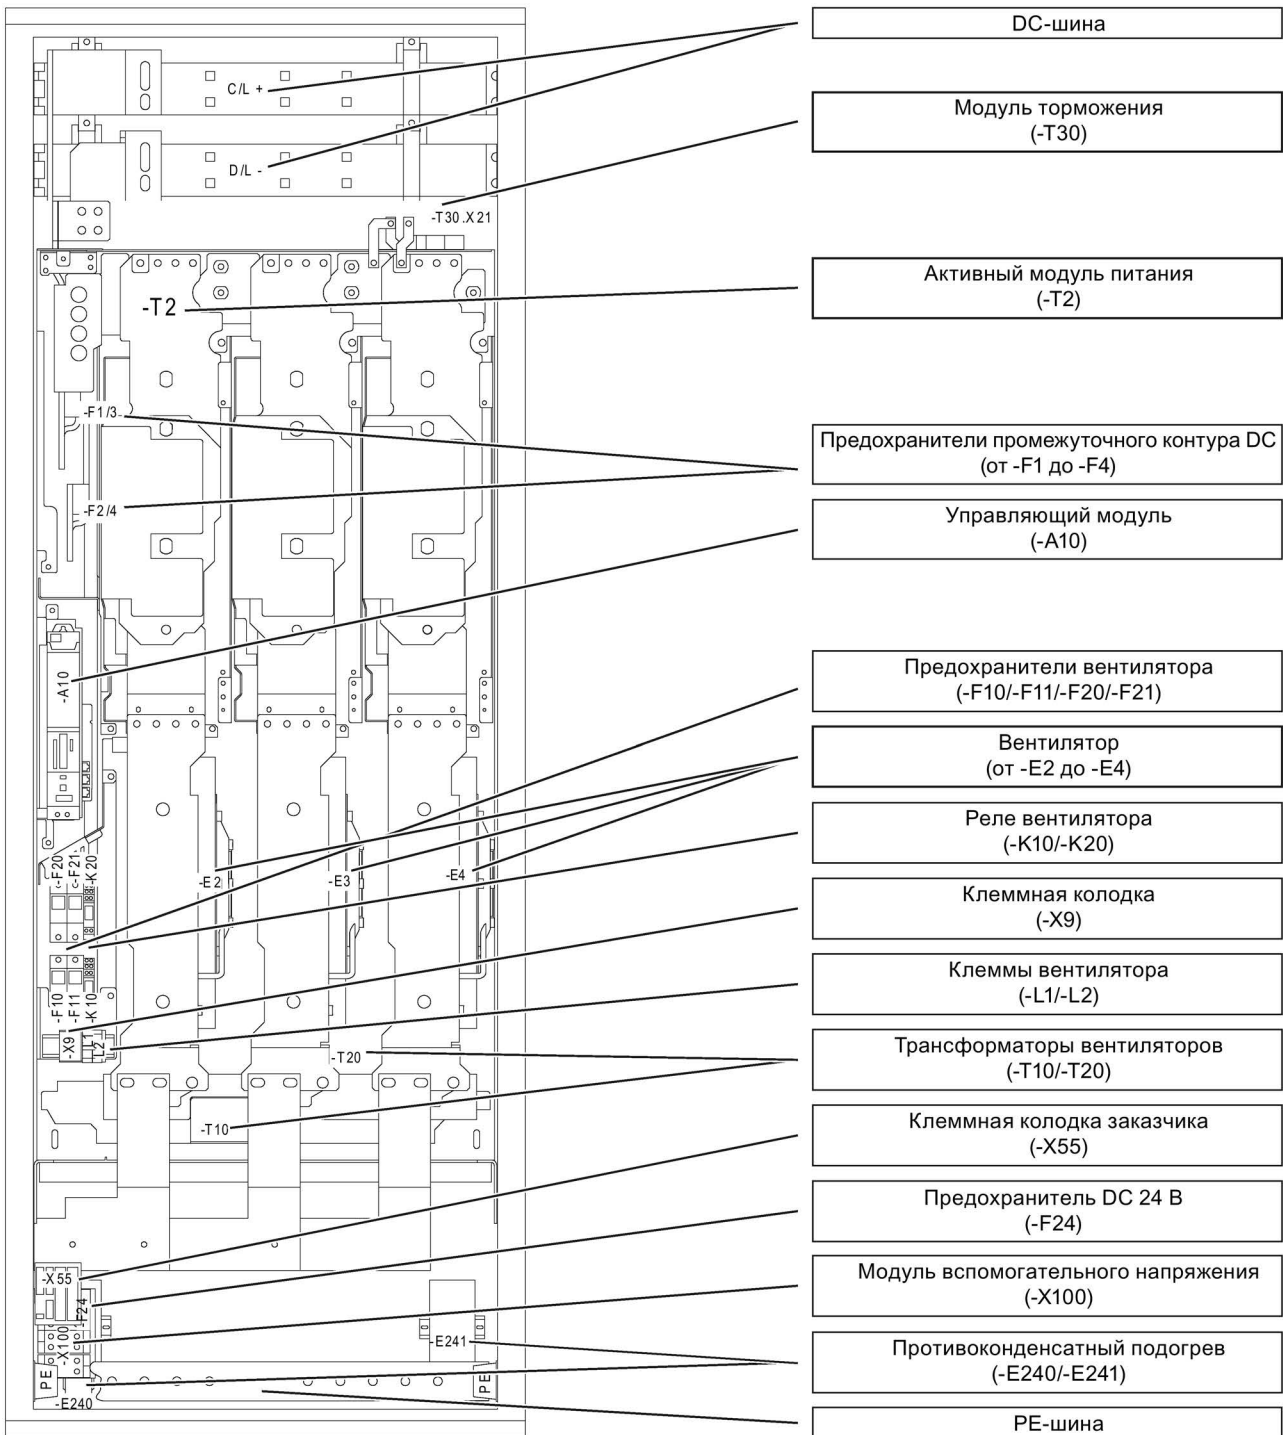 DC-шина
C/L +
Модуль торможения
(-T30)
D/L -
-T30.X21
Активный модуль питания
(-T2)
-T2
-F1/3
Предохранители промежуточного контура DC
(от -F1 до -F4)
-F2/4
Управляющий модуль
(-A10)
-A10
Предохранители вентилятора
(-F10/-F11/-F20/-F21)
Вентилятор
(от -E2 до -E4)
Реле вентилятора
(-K10/-K20)
-F20
-F21
-K20
-E2
-E3
-E4
Клеммная колодка
(-X9)
Клеммы вентилятора
(-L1/-L2)
-F10
-F11
-K10
-X9
L1
L2
-T20
Трансформаторы вентиляторов
(-T10/-T20)
-T10
Клеммная колодка заказчика
(-X55)
Предохранитель DC 24 В
(-F24)
-X55
-F24
Модуль вспомогательного напряжения
(-X100)
-X100
-E241
Противоконденсатный подогрев
(-E240/-E241)
PE
PE
-E240
PE-шина